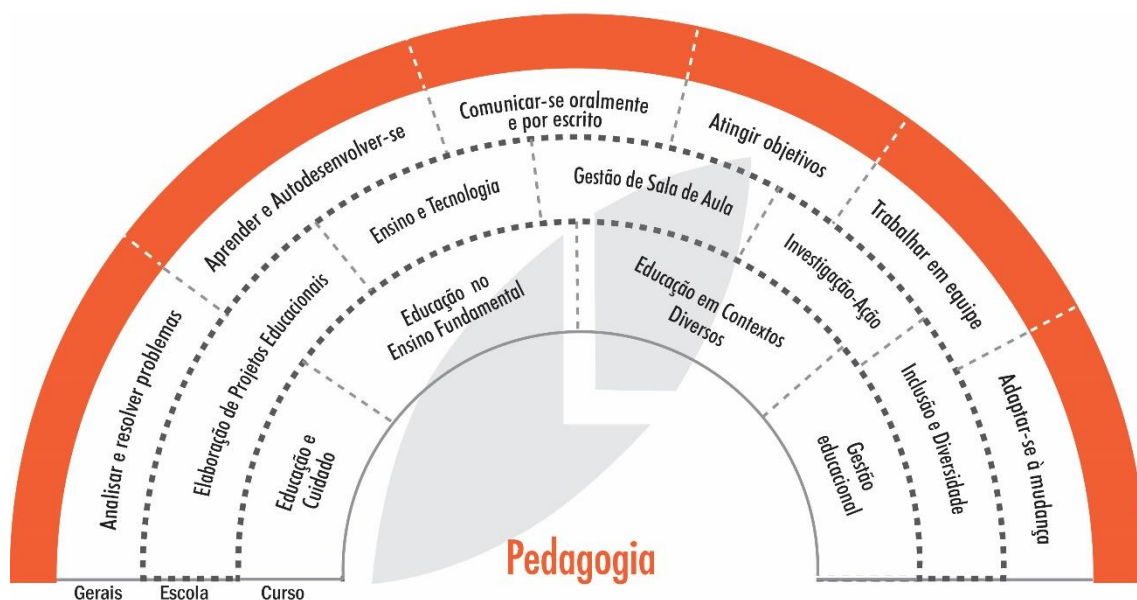 Analisar e resolver problemas
Aprender e Autodesenvolver-se
Comunicar-se oralmente
e por escrito
Atingir objetivos
Trabalhar em equipe
Adaptar-se à mudança
Elaboração de Projetos Educacionais
Ensino e Tecnologia
Gestão de Sala de Aula
Investigação-Ação
Inclusão e Diversidade
Educação e
Cuidado
Educação no
Ensino Fundamental
Educação em Contextos
Diversos
Gestão
educacional
Pedagogia
Gerais
Escola
Curso